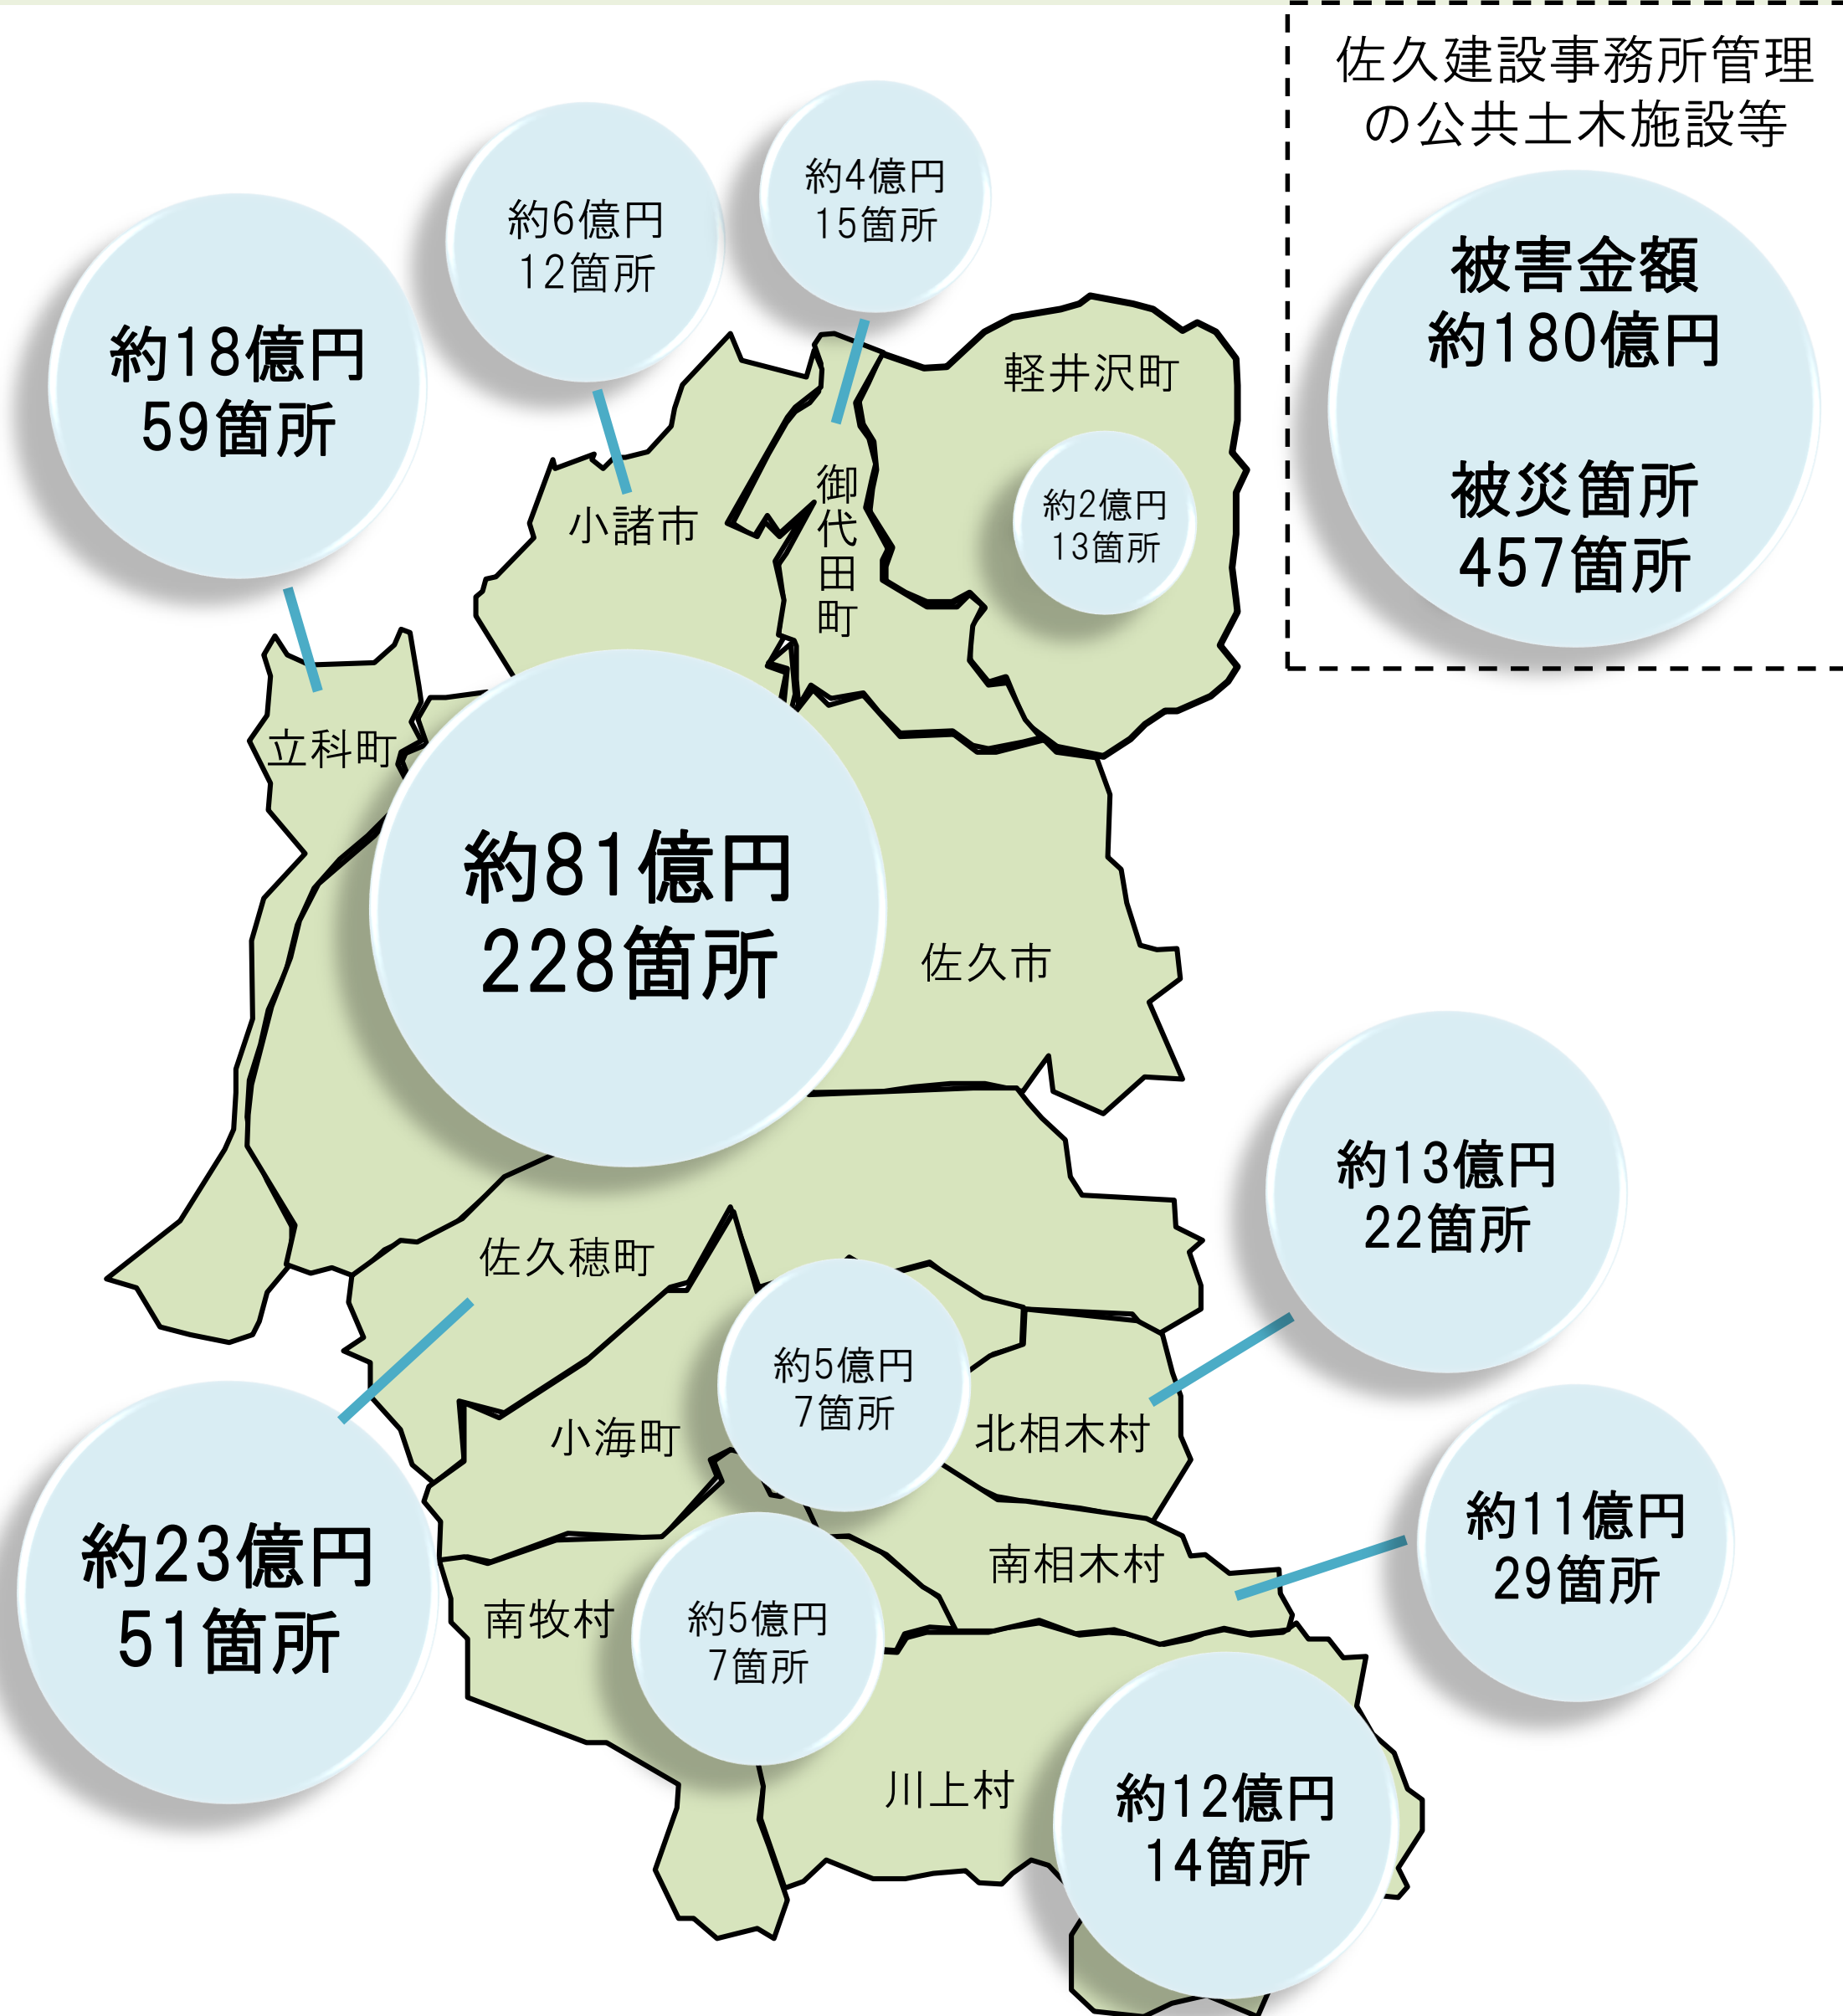 佐久建設事務所管理
の公共土木施設等
被害金額
約180億円
被災箇所
457箇所
約4億円
15箇所
約6億円
12箇所
約18億円
59箇所
軽井沢町
約2億円
13箇所
御代田町
小諸市
立科町
約81億円
228箇所
佐久市
約13億円
22箇所
佐久穂町
約5億円
7箇所
小海町
北相木村
約11億円
29箇所
約23億円
51箇所
南相木村
南牧村
約5億円
7箇所
川上村
約12億円
14箇所